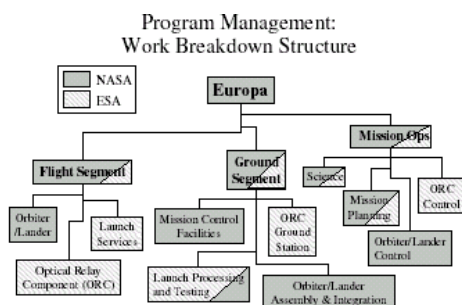 Program Management:
Work Breakdown Structure
NASA
ESA
Europa
Mission Ops
Flight Segment
Ground
Segment
Science
ORC
Control
Mission
Planning
Orbiter
/Lander
Launch
Services
Mission Control
Facilities
ORC
Ground
Station
Orbiter/Lander
Control
Optical Relay
Component (ORC)
Launch Processing
and Testing
Orbiter/Lander
Assembly & Integration